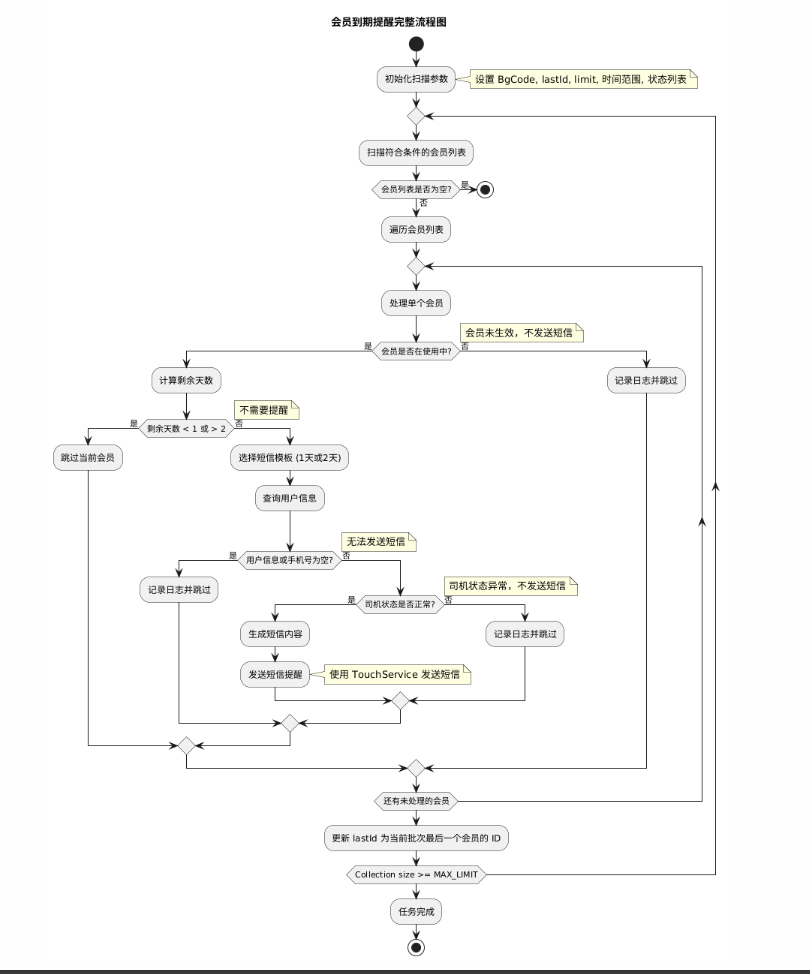 会员到期提醒完整流程图
初始化扫描参数
设置 BgCode, lastId, limit, 时间范围, 状态列表
扫描符合条件的会员列表
会员列表是否为空?
是
否
遍历会员列表
处理单个会员
会员未生效，不发送短信
是
会员是否在使用中?
否
计算剩余天数
记录日志并跳过
不需要提醒
是
剩余天数 < 1 或 > 2
否
跳过当前会员
选择短信模板 (1天或2天)
查询用户信息
无法发送短信
是
用户信息或手机号为空?
否
记录日志并跳过
司机状态异常，不发送短信
是
司机状态是否正常?
否
生成短信内容
记录日志并跳过
发送短信提醒
使用 TouchService 发送短信
还有未处理的会员
更新 lastId 为当前批次最后一个会员的 ID
Collection size >= MAX_LIMIT
任务完成